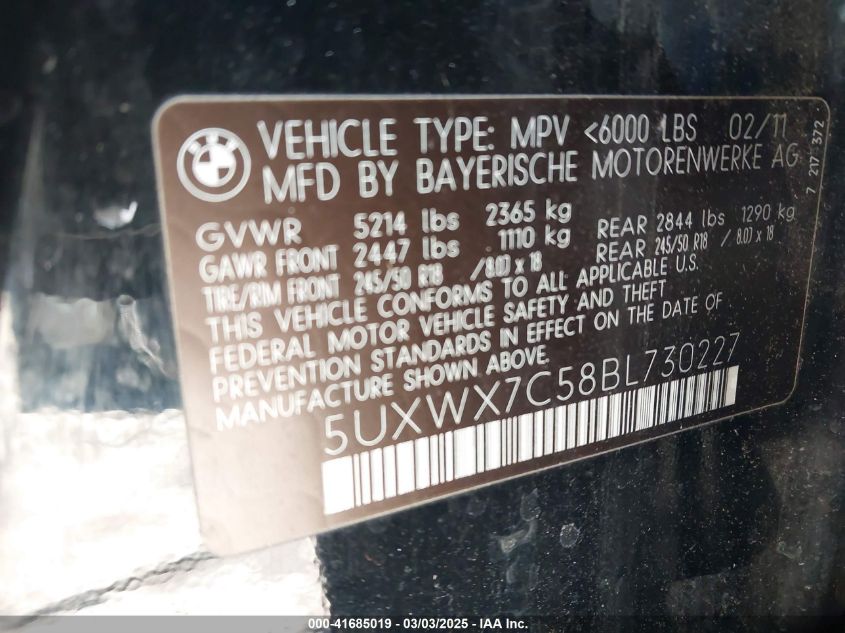 BMW
VEHICLE TYPE: MPV <6000 LBS 02/11
MFD BY BAYERISCHE MOTORENWERKE AG
7 217 372
GVWR 5214 lbs 2365 kg
GAWR FRONT 2447 lbs 1110 kg REAR 2844 lbs 1290 kg
TIRE/RIM FRONT 245/50 R18 /8.0J x 18 REAR 245/50 R18 / 8.0J x 18
THIS VEHICLE CONFORMS TO ALL APPLICABLE U.S.
FEDERAL MOTOR VEHICLE SAFETY AND THEFT
PREVENTION STANDARDS IN EFFECT ON THE DATE OF
MANUFACTURE SHOWN ABOVE.
5UXWX7C58BL730227
000-41685019 - 03/03/2025 - IAA Inc.